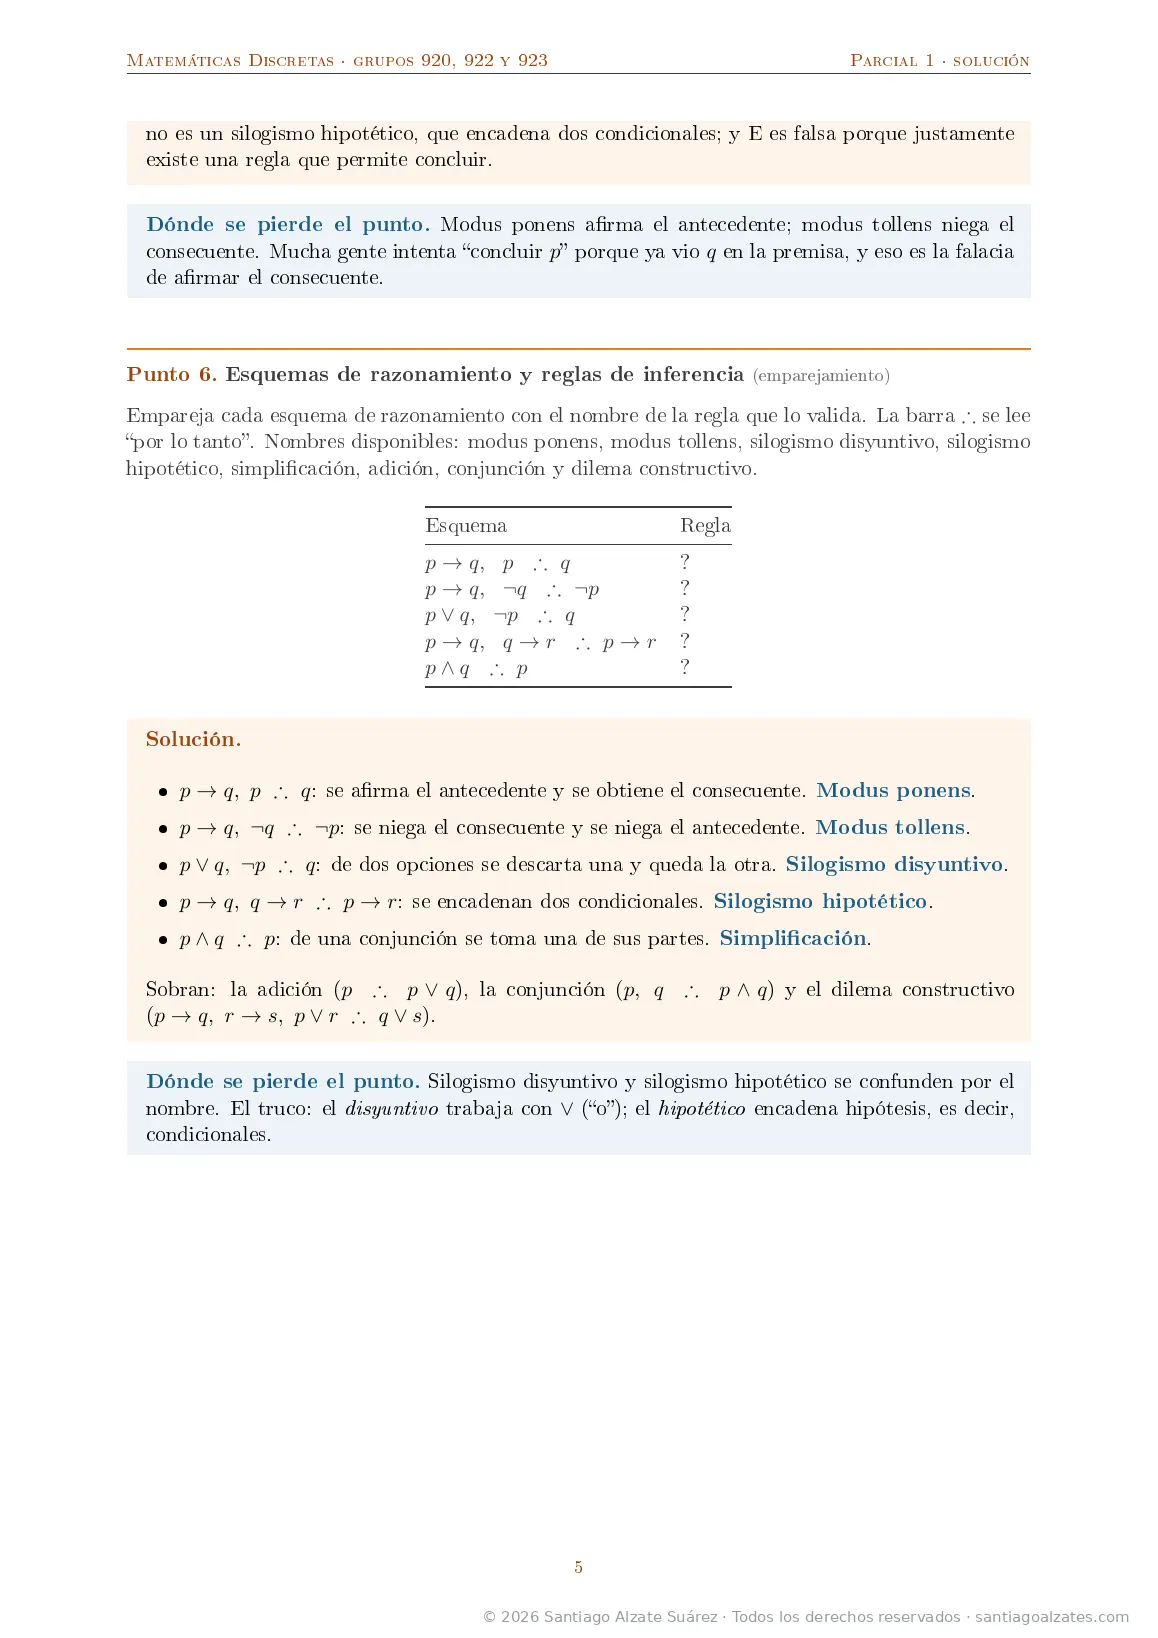 Matemáticas Discretas · grupos 920, 922 y 923 Parcial 1 · solución
no es un silogismo hipotético, que encadena dos condicionales; y E es falsa porque justamente
existe una regla que permite concluir.
Dónde se pierde el punto. Modus ponens afirma el antecedente; modus tollens niega el
consecuente. Mucha gente intenta “concluir p” porque ya vio q en la premisa, y eso es la falacia
de afirmar el consecuente.
Punto 6. Esquemas de razonamiento y reglas de inferencia (emparejamiento)
Empareja cada esquema de razonamiento con el nombre de la regla que lo valida. La barra ∴ se lee
“por lo tanto”. Nombres disponibles: modus ponens, modus tollens, silogismo disyuntivo, silogismo
hipotético, simplificación, adición, conjunción y dilema constructivo.
Esquema Regla
p → q, p ∴ q ?
p → q, ¬q ∴ ¬p ?
p ∨ q, ¬p ∴ q ?
p → q, q → r ∴ p → r ?
p ∧ q ∴ p ?
Solución.
• p → q, p ∴ q: se afirma el antecedente y se obtiene el consecuente. Modus ponens.
• p → q, ¬q ∴ ¬p: se niega el consecuente y se niega el antecedente. Modus tollens.
• p ∨ q, ¬p ∴ q: de dos opciones se descarta una y queda la otra. Silogismo disyuntivo.
• p → q, q → r ∴ p → r: se encadenan dos condicionales. Silogismo hipotético.
• p ∧ q ∴ p: de una conjunción se toma una de sus partes. Simplificación.
Sobran: la adición (p ∴ p ∨ q), la conjunción (p, q ∴ p ∧ q) y el dilema constructivo
(p → q, r → s, p ∨ r ∴ q ∨ s).
Dónde se pierde el punto. Silogismo disyuntivo y silogismo hipotético se confunden por el
nombre. El truco: el disyuntivo trabaja con ∨ (“o”); el hipotético encadena hipótesis, es decir,
condicionales.
5
© 2026 Santiago Alzate Suárez · Todos los derechos reservados · santiagoalzates.com